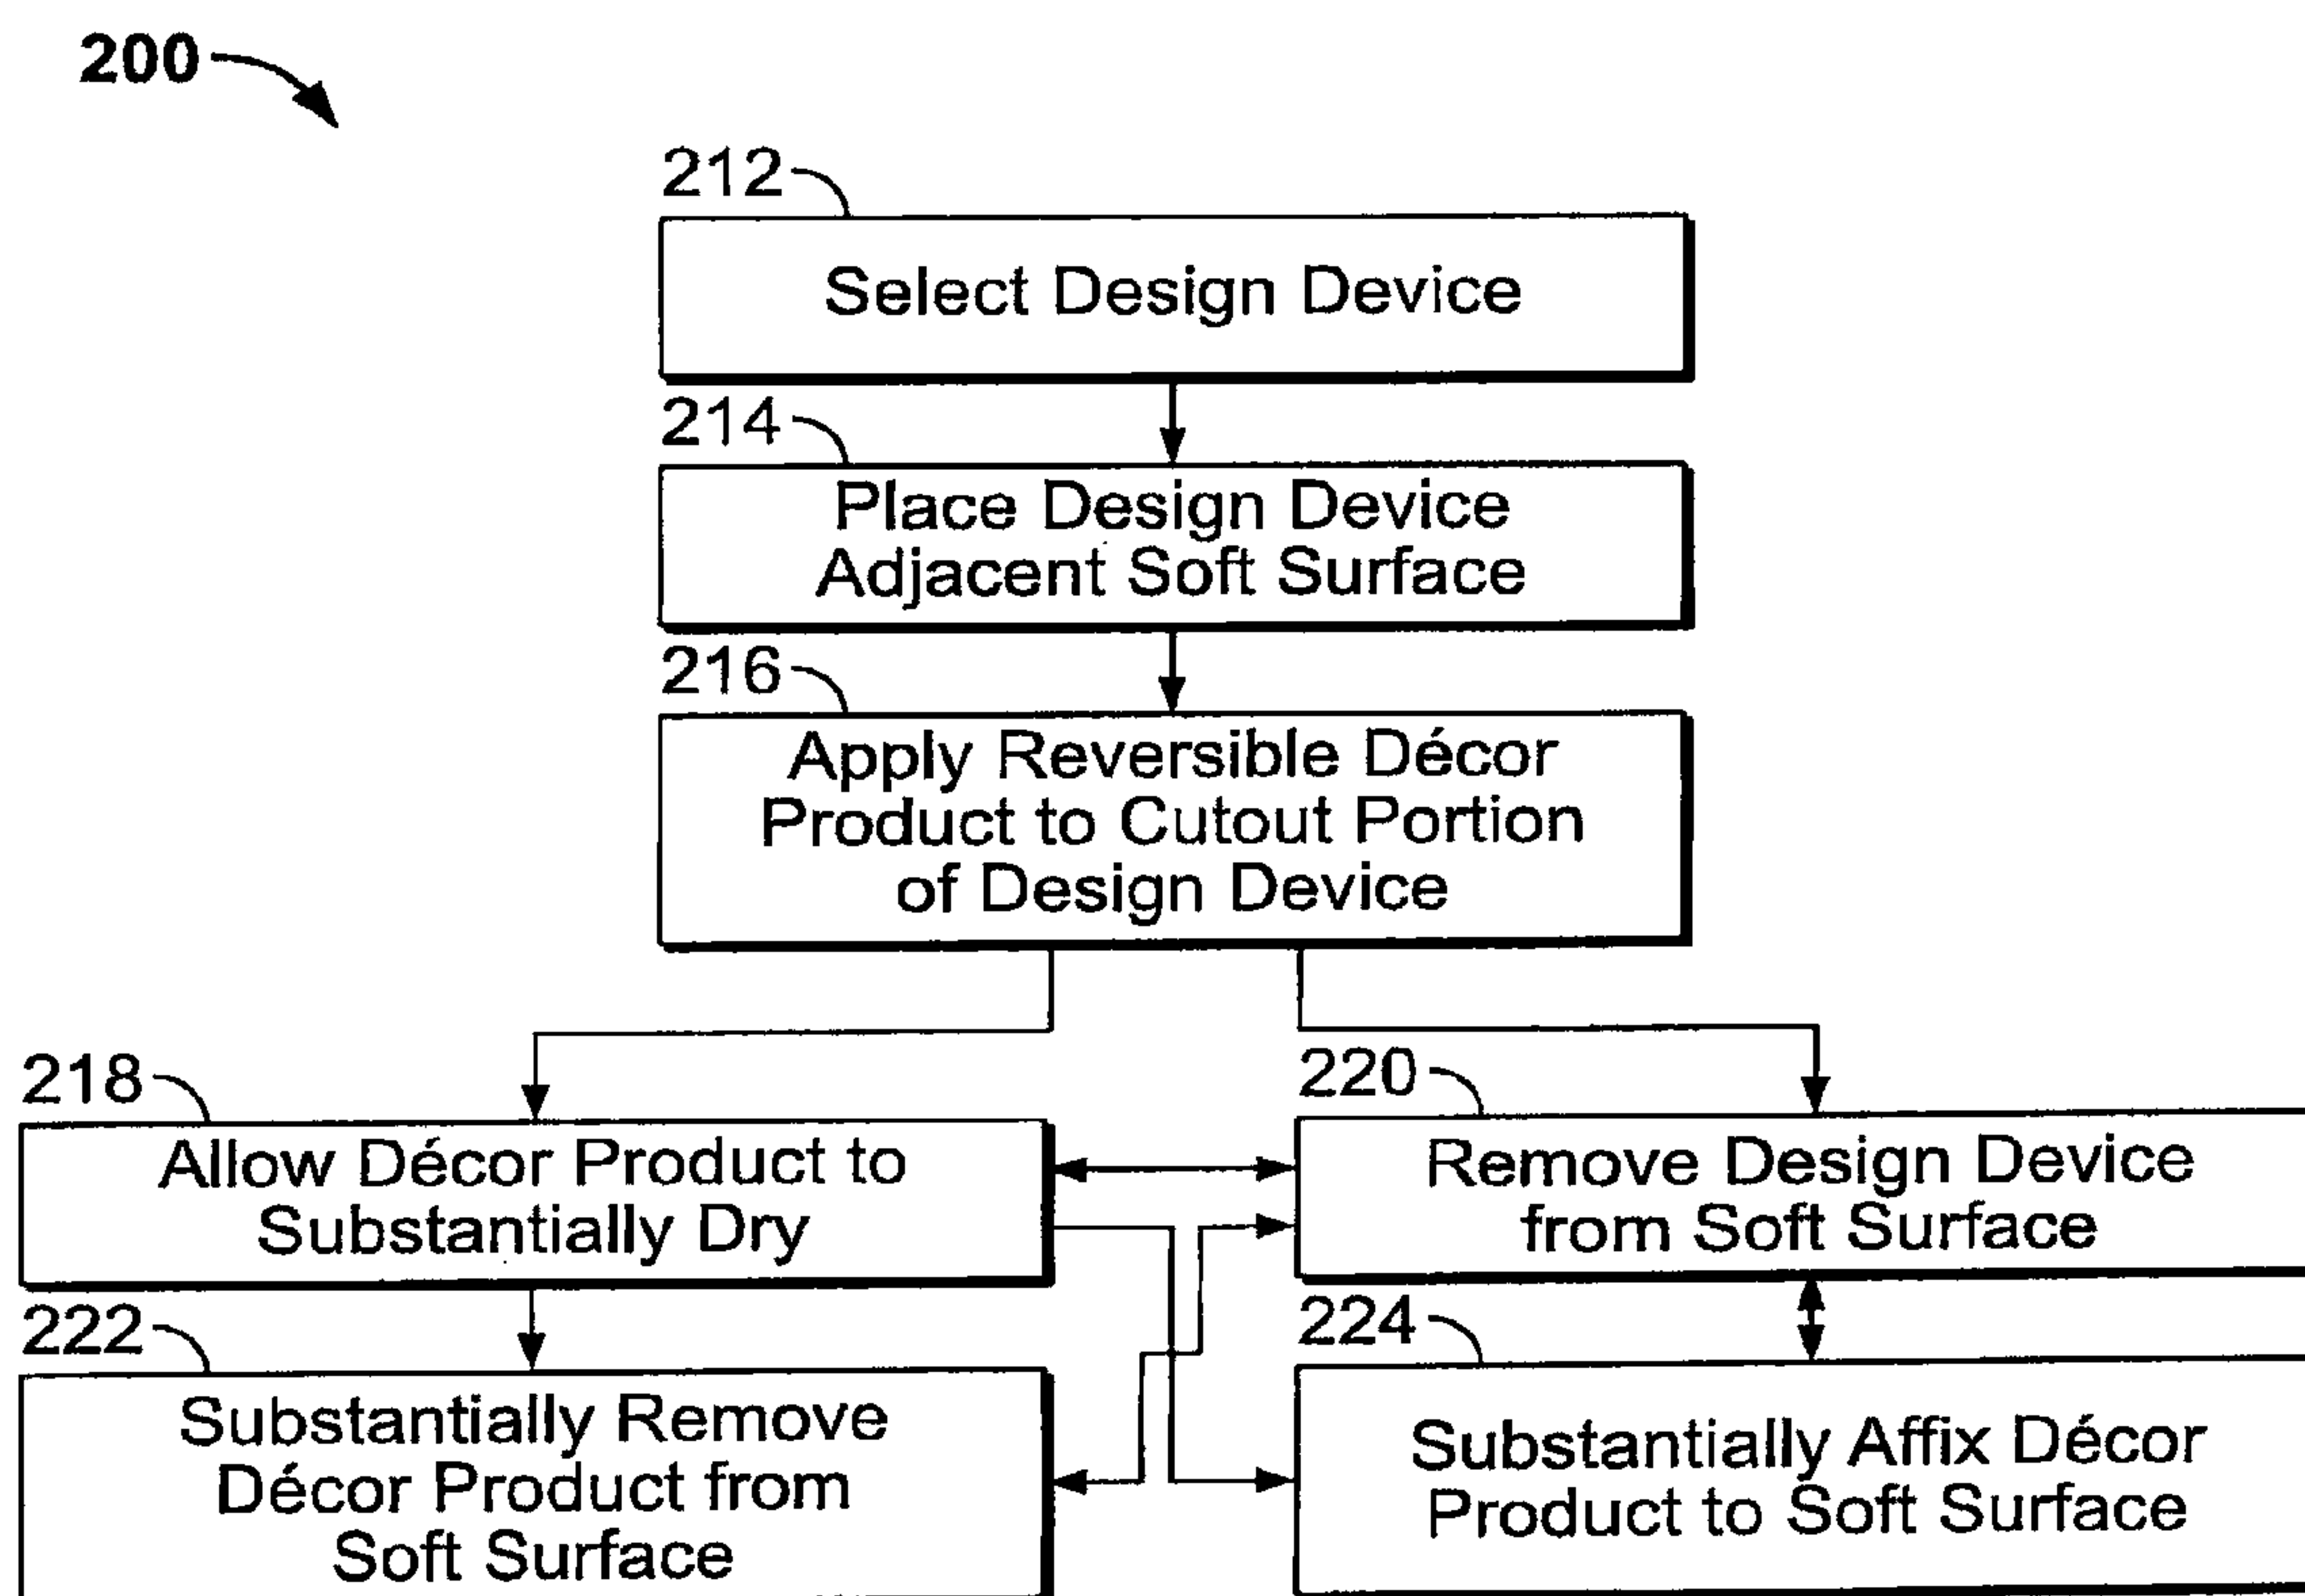 200
212
Select Design Device
214
Place Design Device
Adjacent Soft Surface
216
Apply Reversible Décor
Product to Cutout Portion
of Design Device
218
Allow Décor Product to
Substantially Dry
220
Remove Design Device
from Soft Surface
222
Substantially Remove
Décor Product from
Soft Surface
224
Substantially Affix Décor
Product to Soft Surface